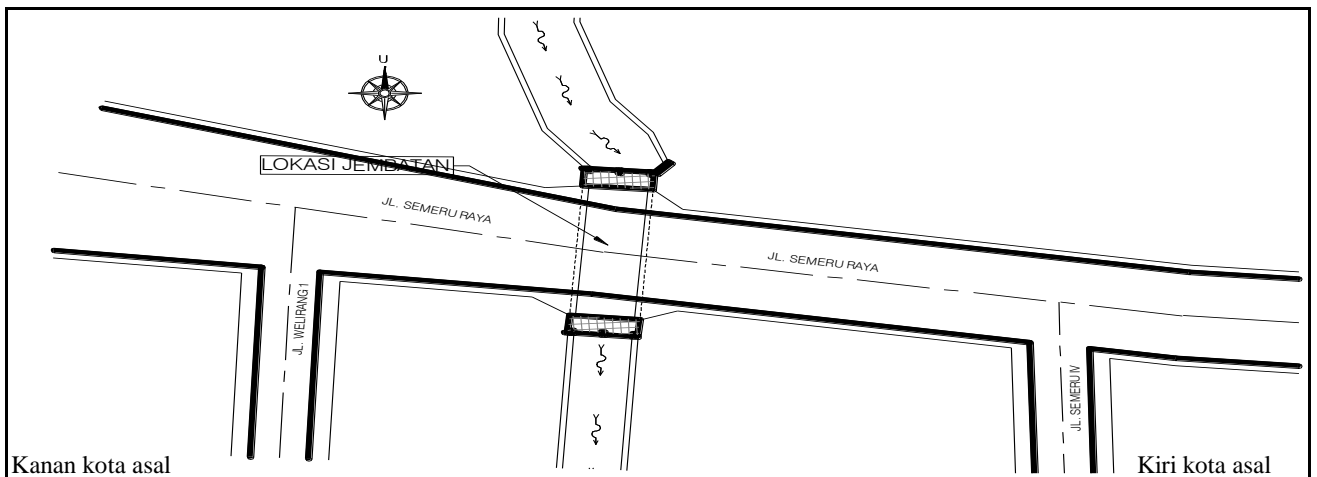 U
LOKASI JEMBATAN
JL. SEMERU RAYA
JL. SEMERU RAYA
JL. WELIRANG 1
JL. SEMERU IV
Kanan kota asal
Kiri kota asal